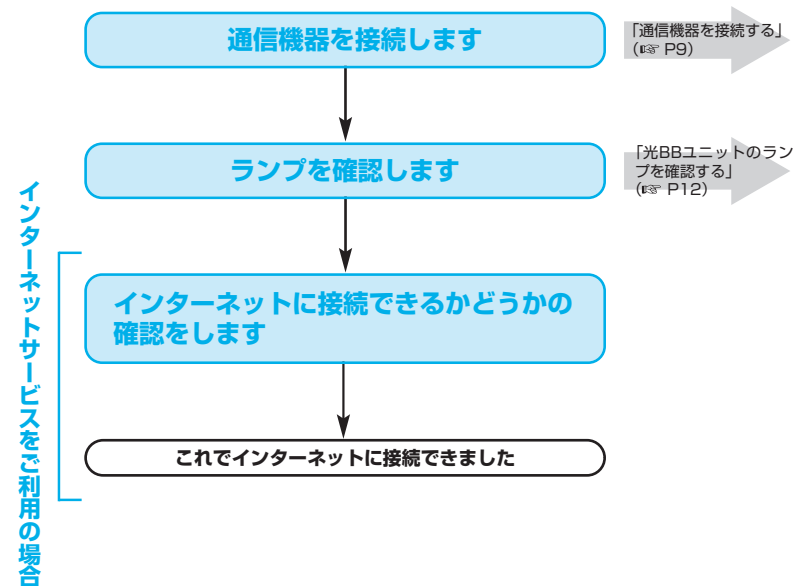 通信機器を接続します
「通信機器を接続する」
（☞ P9）
ランプを確認します
「光BBユニットのラン
プを確認する」
（☞ P12）
インターネットサービスをご利用の場合
インターネットに接続できるかどうかの
確認をします
これでインターネットに接続できました